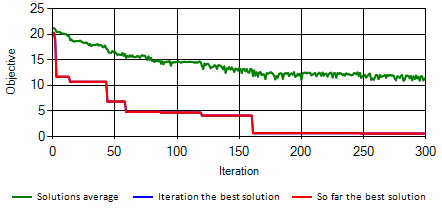 25
20
15
10
5
0
Objective
0 50 100 150 200 250 300
Iteration
Solutions average Iteration the best solution So far the best solution